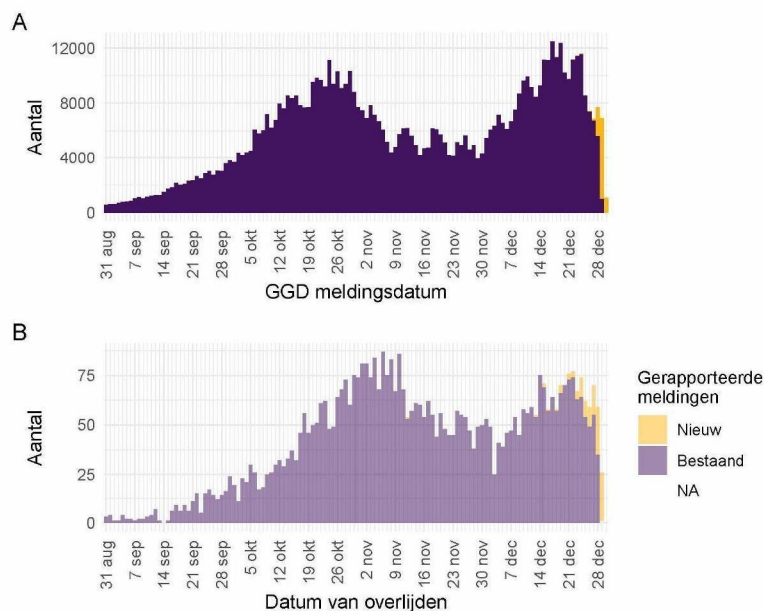 A
12000
8000
4000
0
Aantal
31 aug
7 sep
14 sep
21 sep
28 sep
5 okt
12 okt
19 okt
26 okt
2 nov
9 nov
16 nov
23 nov
30 nov
7 dec
14 dec
21 dec
28 dec
GGD meldingsdatum
B
75
50
25
0
Aantal
31 aug
7 sep
14 sep
21 sep
28 sep
5 okt
12 okt
19 okt
26 okt
2 nov
9 nov
16 nov
23 nov
30 nov
7 dec
14 dec
21 dec
28 dec
Datum van overlijden
Gerapporteerde
meldingen
Nieuw
Bestaand
NA